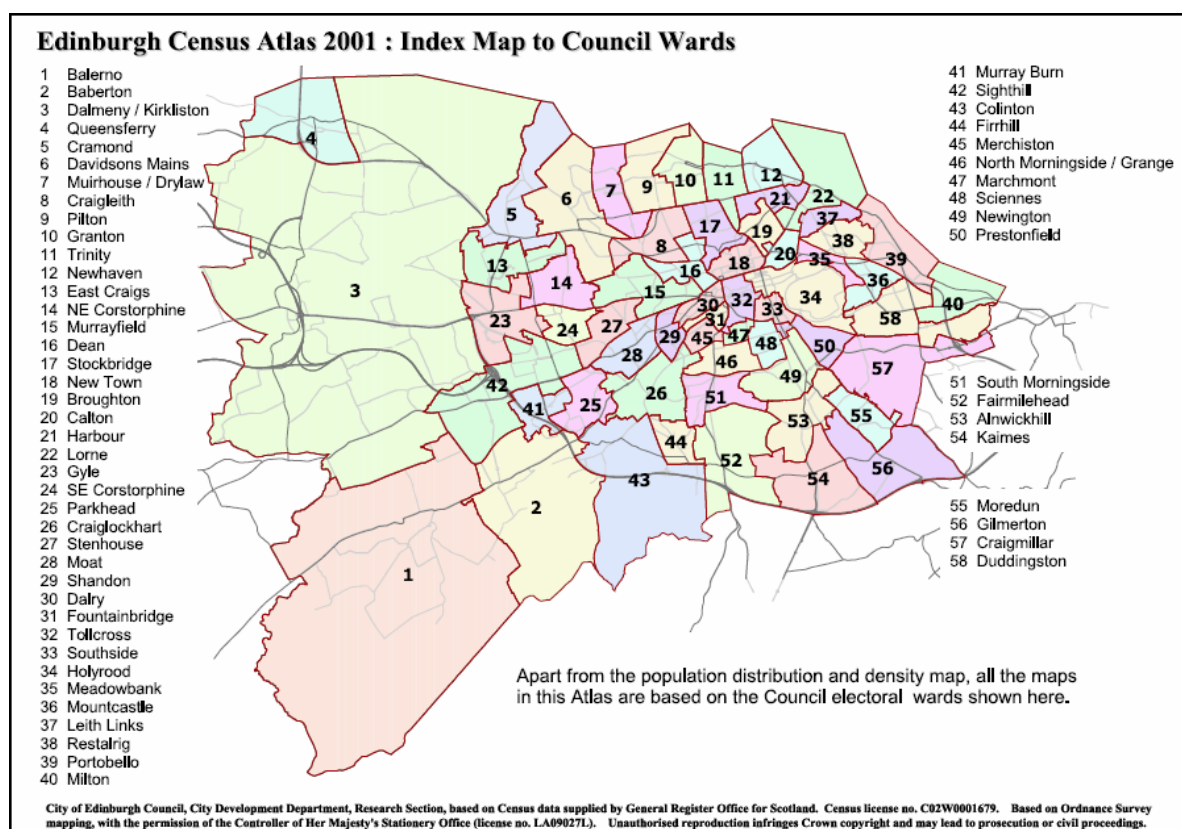 Edinburgh Census Atlas 2001 : Index Map to Council Wards
1 Balerno
2 Baberton
3 Dalmeny / Kirkliston
4 Queensferry
5 Cramond
6 Davidsons Mains
7 Muirhouse / Drylaw
8 Craigleith
9 Pilton
10 Granton
11 Trinity
12 Newhaven
13 East Craigs
14 NE Corstorphine
15 Murrayfield
16 Dean
17 Stockbridge
18 New Town
19 Broughton
20 Calton
21 Harbour
22 Lorne
23 Gyle
24 SE Corstorphine
25 Parkhead
26 Craiglockhart
27 Stenhouse
28 Moat
29 Shandon
30 Dalry
31 Fountainbridge
32 Tollcross
33 Southside
34 Holyrood
35 Meadowbank
36 Mountcastle
37 Leith Links
38 Restalrig
39 Portobello
40 Milton
41 Murray Burn
42 Sighthill
43 Colinton
44 Firrhill
45 Merchiston
46 North Morningside / Grange
47 Marchmont
48 Sciennes
49 Newington
50 Prestonfield
51 South Morningside
52 Fairmilehead
53 Alnwickhill
54 Kaimes
55 Moredun
56 Gilmerton
57 Craigmillar
58 Duddingston
4
12
10
11
7
9
6
22
21
5
37
17
19
38
8
20
35
39
18
13
16
36
14
3
15
32
34
40
30
33
58
31
23
24
27
29
45
47
48
50
28
46
57
49
42
26
51
41
25
55
53
44
52
56
43
54
2
1
Apart from the population distribution and density map, all the maps
in this Atlas are based on the Council electoral wards shown here.
City of Edinburgh Council, City Development Department, Research Section, based on Census data supplied by General Register Office for Scotland. Census license no. C02W0001679. Based on Ordnance Survey
mapping, with the permission of the Controller of Her Majesty's Stationery Office (license no. LA09027L). Unauthorised reproduction infringes Crown copyright and may lead to prosecution or civil proceedings.